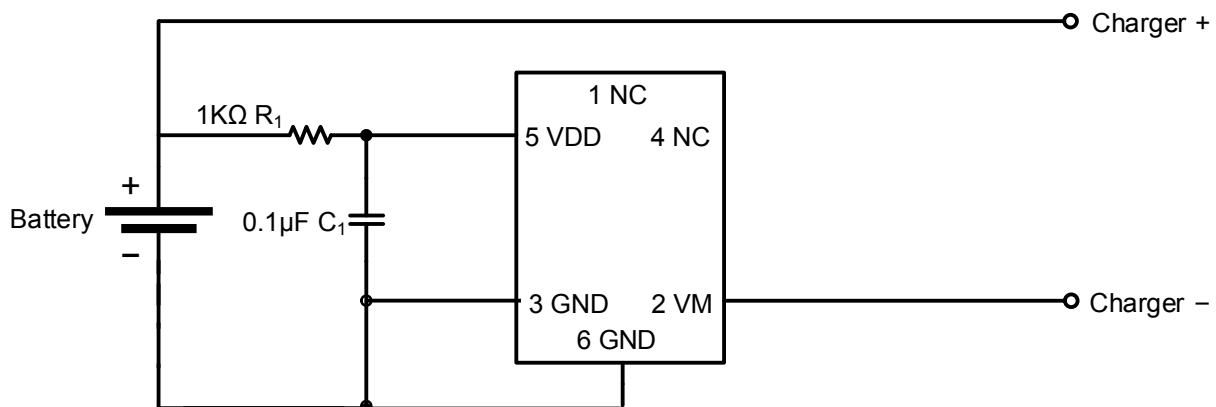 Charger +
1 NC
1KΩ R₁
5 VDD 4 NC
+
Battery
0.1µF C₁
−
3 GND 2 VM
Charger −
6 GND